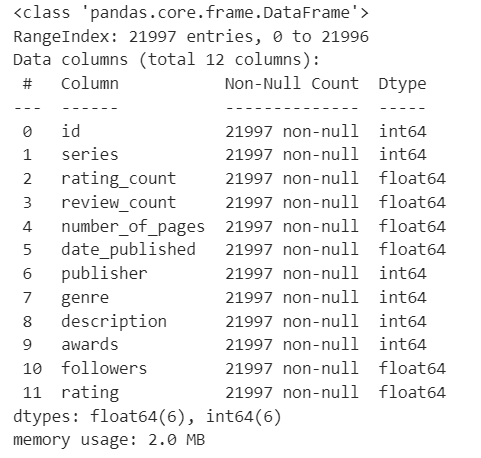 <class 'pandas.core.frame.DataFrame'>
RangeIndex: 21997 entries, 0 to 21996
Data columns (total 12 columns):
 #   Column           Non-Null Count  Dtype
---  ------           --------------  -----
 0   id               21997 non-null  int64
 1   series           21997 non-null  int64
 2   rating_count     21997 non-null  float64
 3   review_count     21997 non-null  float64
 4   number_of_pages  21997 non-null  float64
 5   date_published   21997 non-null  float64
 6   publisher        21997 non-null  int64
 7   genre            21997 non-null  int64
 8   description      21997 non-null  int64
 9   awards           21997 non-null  int64
 10  followers        21997 non-null  float64
 11  rating           21997 non-null  float64
dtypes: float64(6), int64(6)
memory usage: 2.0 MB